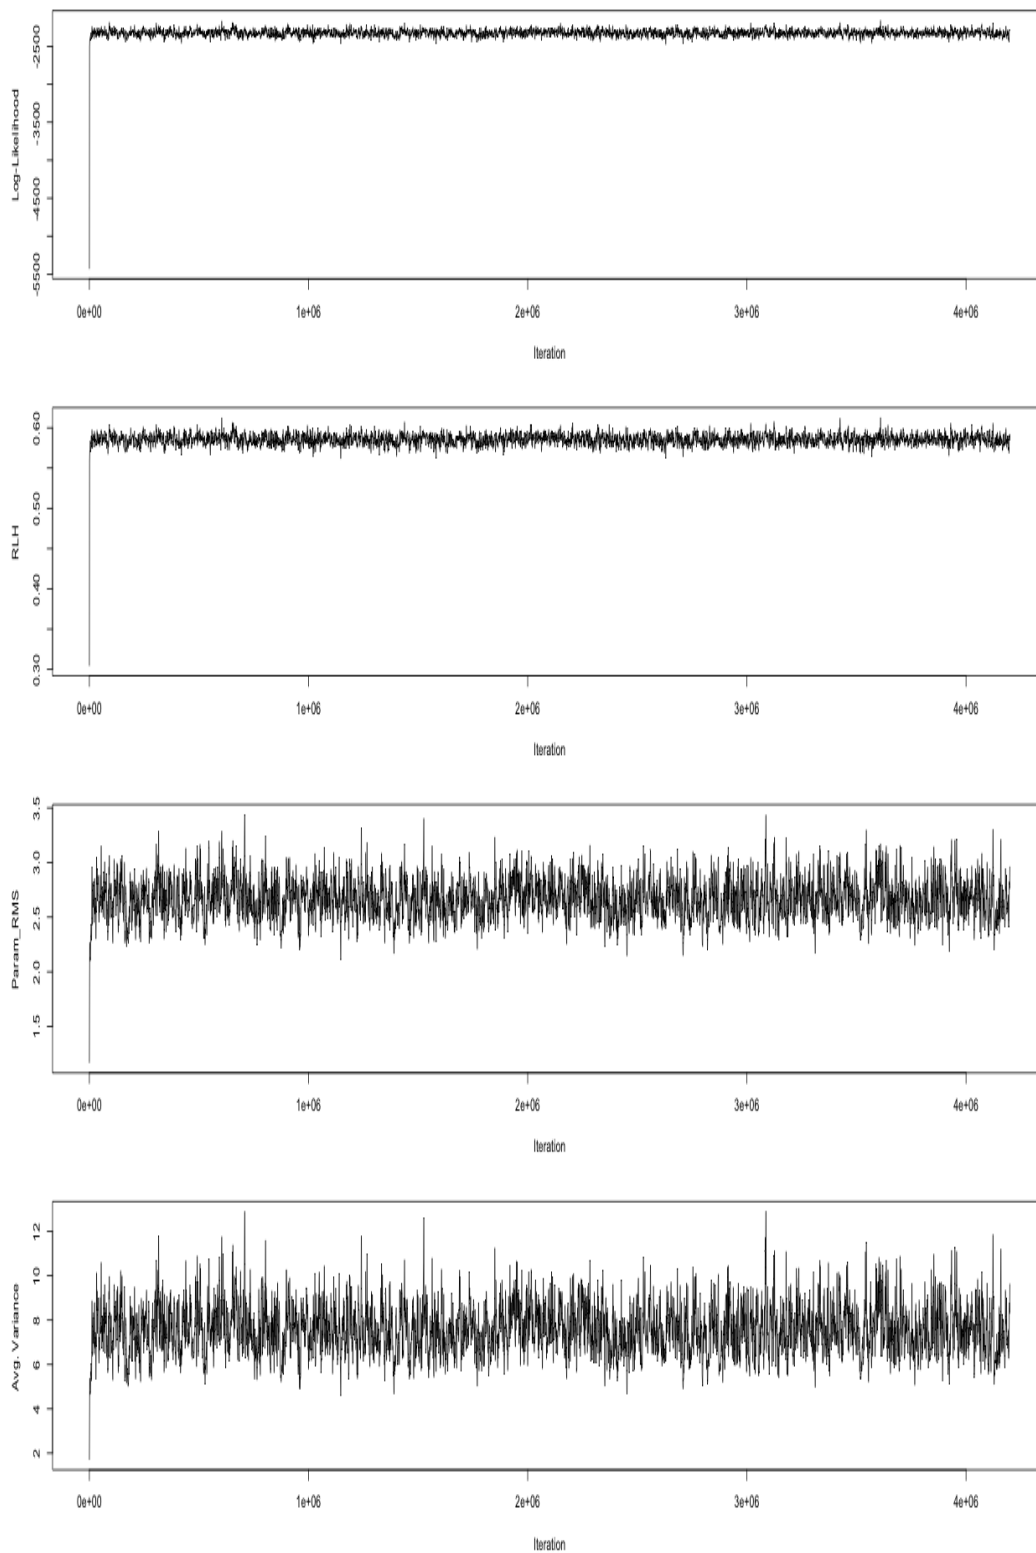 Log-Likelihood
-2500
-3500
-4500
-5500
0e+00 1e+06 2e+06 3e+06 4e+06
Iteration
RLH
0.60
0.50
0.40
0.30
0e+00 1e+06 2e+06 3e+06 4e+06
Iteration
Param_RMS
3.5
3.0
2.5
2.0
1.5
0e+00 1e+06 2e+06 3e+06 4e+06
Iteration
Avg. Variance
12
10
8
6
4
2
0e+00 1e+06 2e+06 3e+06 4e+06
Iteration